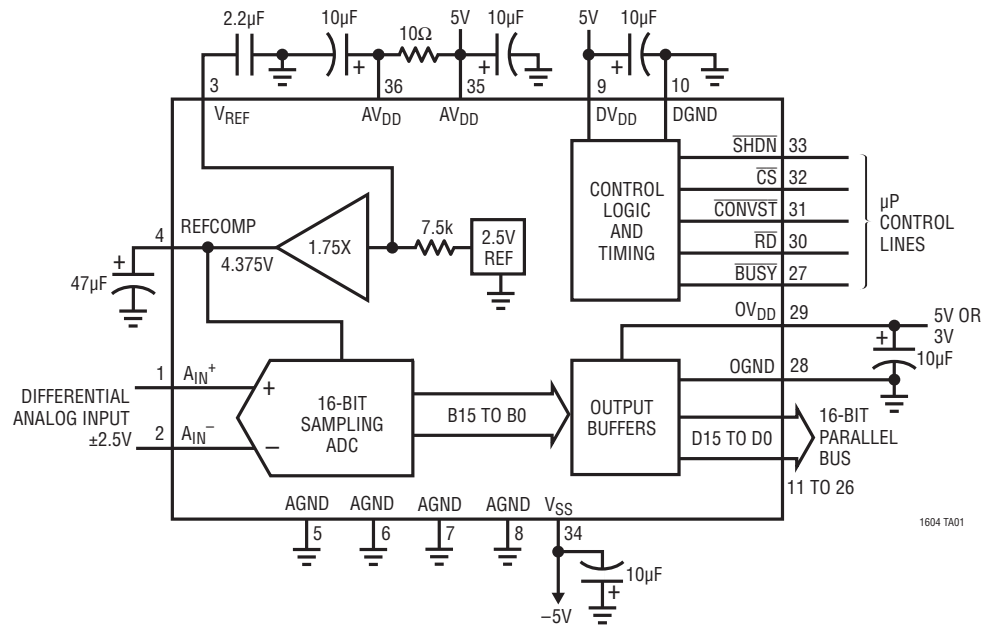 2.2µF
10µF
10Ω
5V
10µF
5V
10µF
3
36
35
9
10
VREF
AVDD
AVDD
DVDD
DGND
SHDN
33
CS
32
CONVST
31
RD
30
BUSY
27
CONTROL
LOGIC
AND
TIMING
µP
CONTROL
LINES
4
REFCOMP
4.375V
1.75X
7.5k
2.5V
REF
47µF
OVDD
29
5V OR
3V
10µF
OGND
28
1
AIN+
DIFFERENTIAL
ANALOG INPUT
±2.5V
2
AIN–
+
–
16-BIT
SAMPLING
ADC
B15 TO B0
OUTPUT
BUFFERS
D15 TO D0
16-BIT
PARALLEL
BUS
11 TO 26
AGND
AGND
AGND
AGND
VSS
5
6
7
8
34
10µF
–5V
1604 TA01